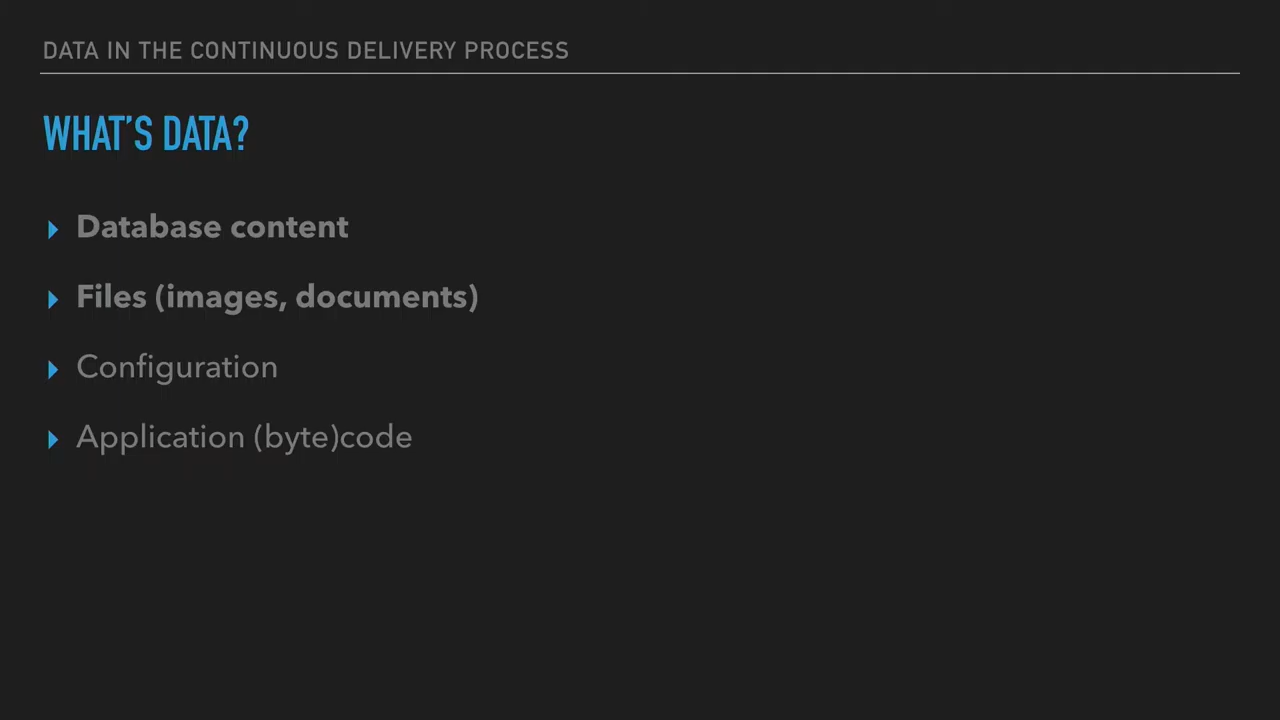 DATA IN THE CONTINUOUS DELIVERY PROCESS
WHAT'S DATA?
Database content
Files (images, documents)
Configuration
Application (byte)code